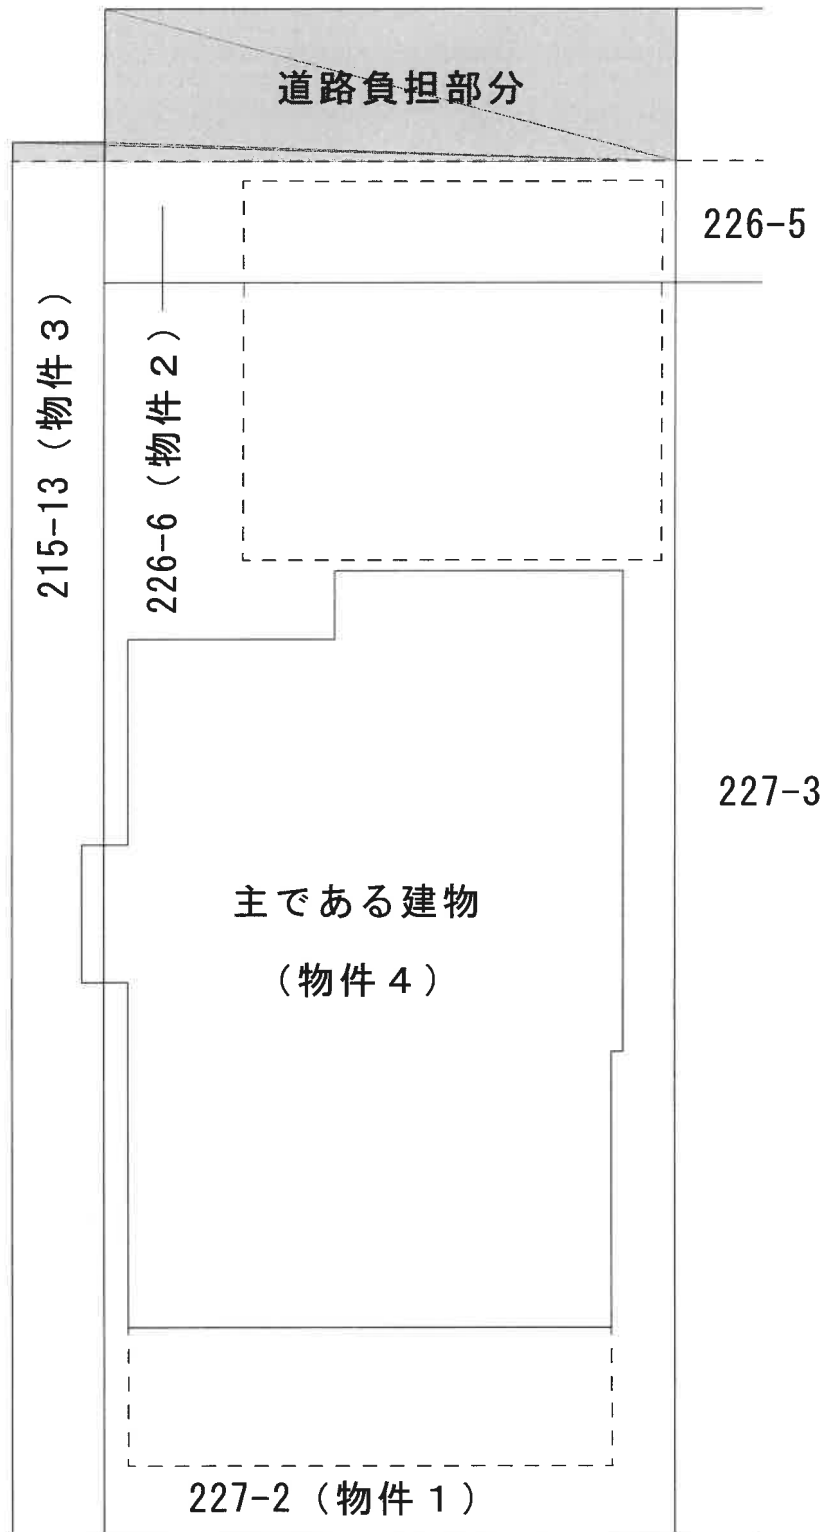 道路負担部分
226-5
215-13（物件３）
226-6（物件２）
227-3
主である建物
（物件４）
227-2（物件１）